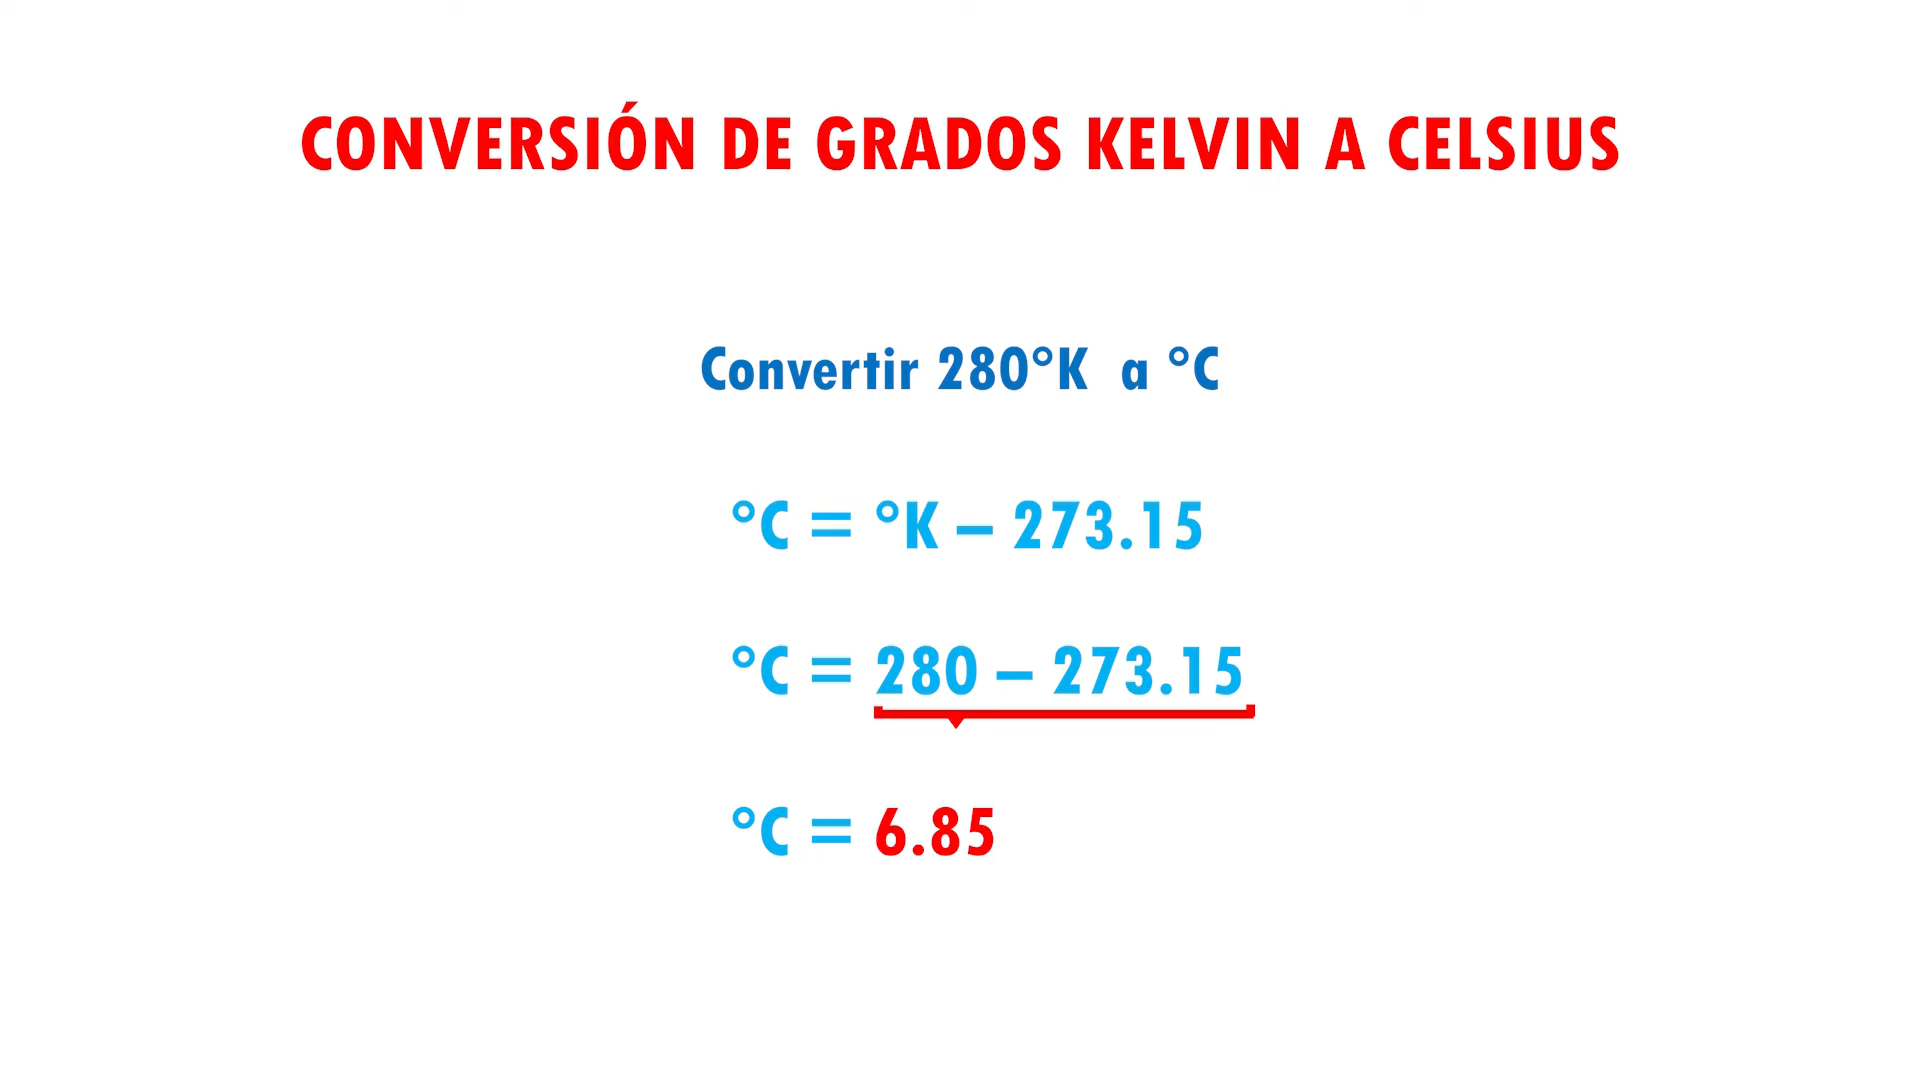 CONVERSIÓN DE GRADOS KELVIN A CELSIUS
Convertir 280°K a °C
°C = °K – 273.15
°C = 280 – 273.15
°C = 6.85